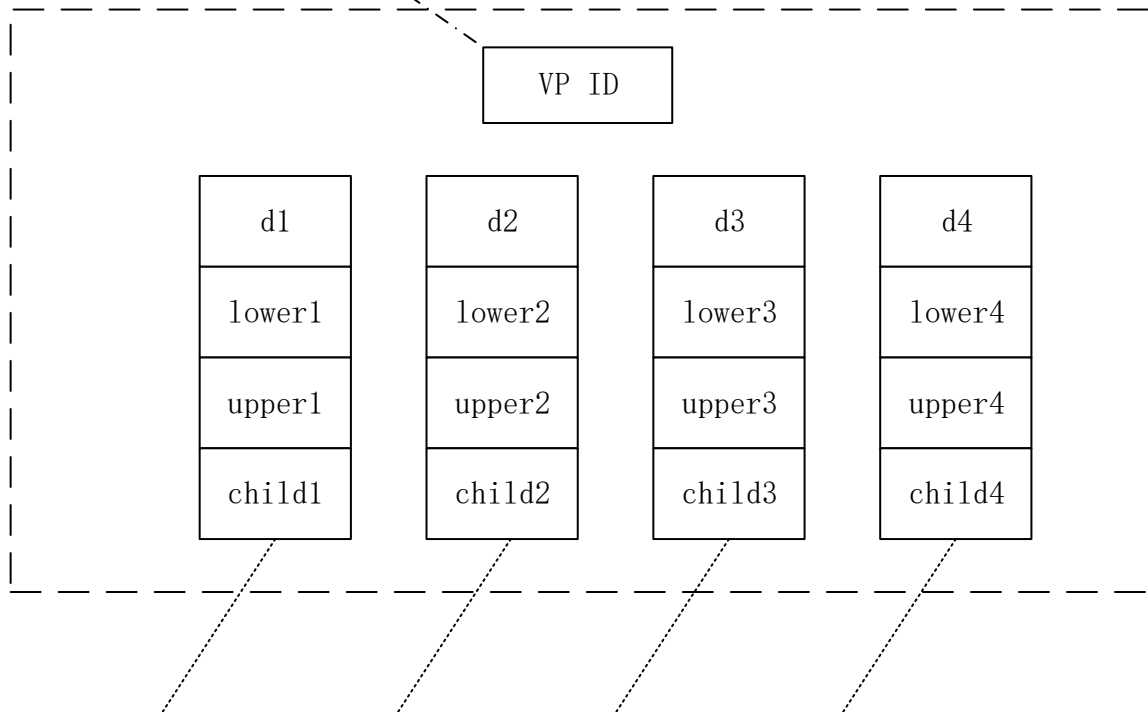 VP ID
d1 d2 d3 d4
lower1 lower2 lower3 lower4
upper1 upper2 upper3 upper4
child1 child2 child3 child4